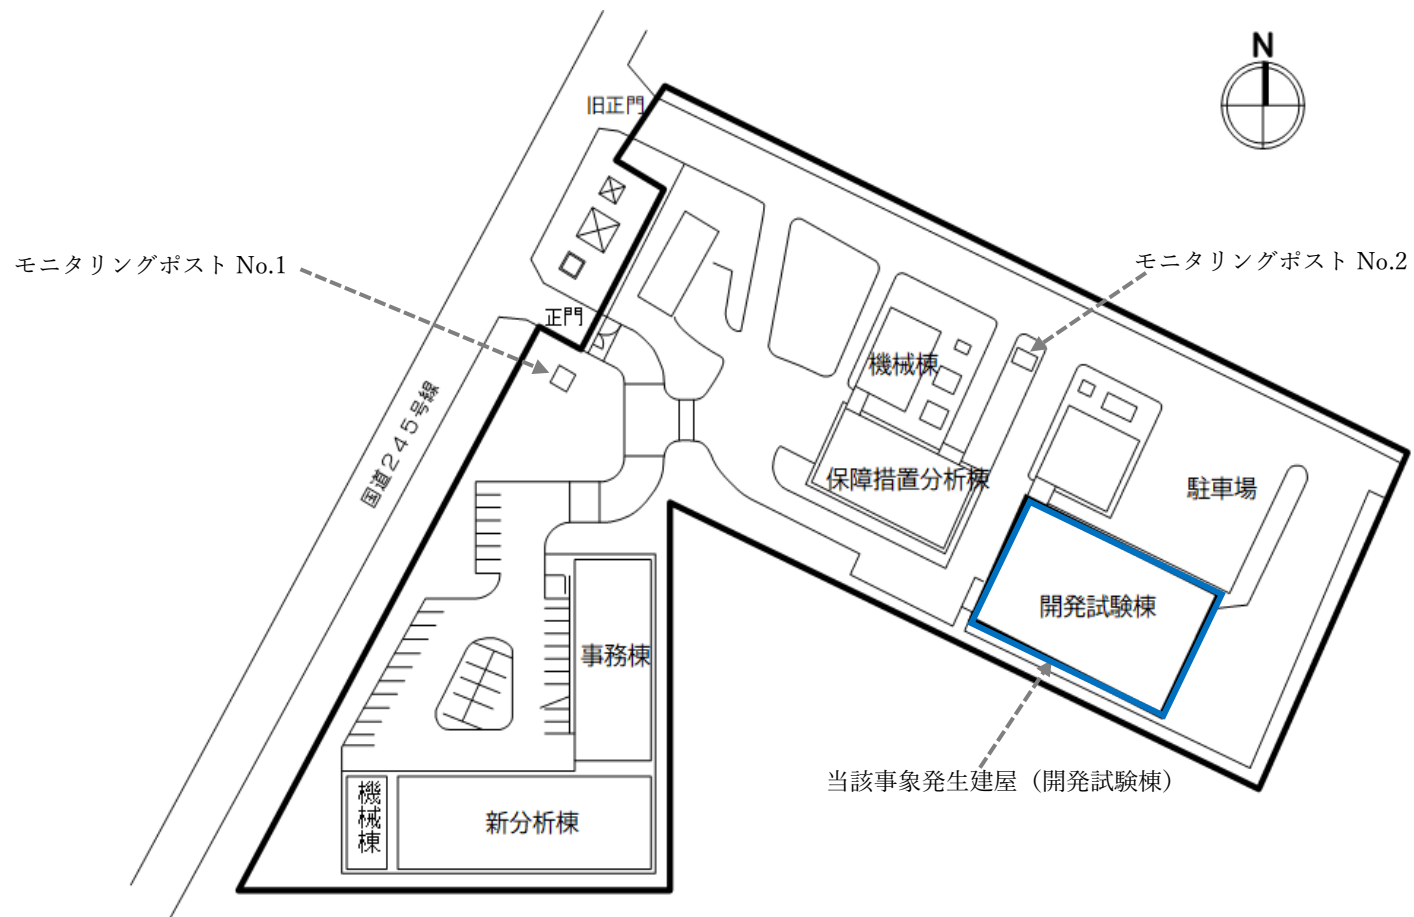 N
旧正門
モニタリングポスト No.1
モニタリングポスト No.2
正門
機械棟
国道245号線
保障措置分析棟
駐車場
開発試験棟
事務棟
当該事象発生建屋（開発試験棟）
機械棟
新分析棟